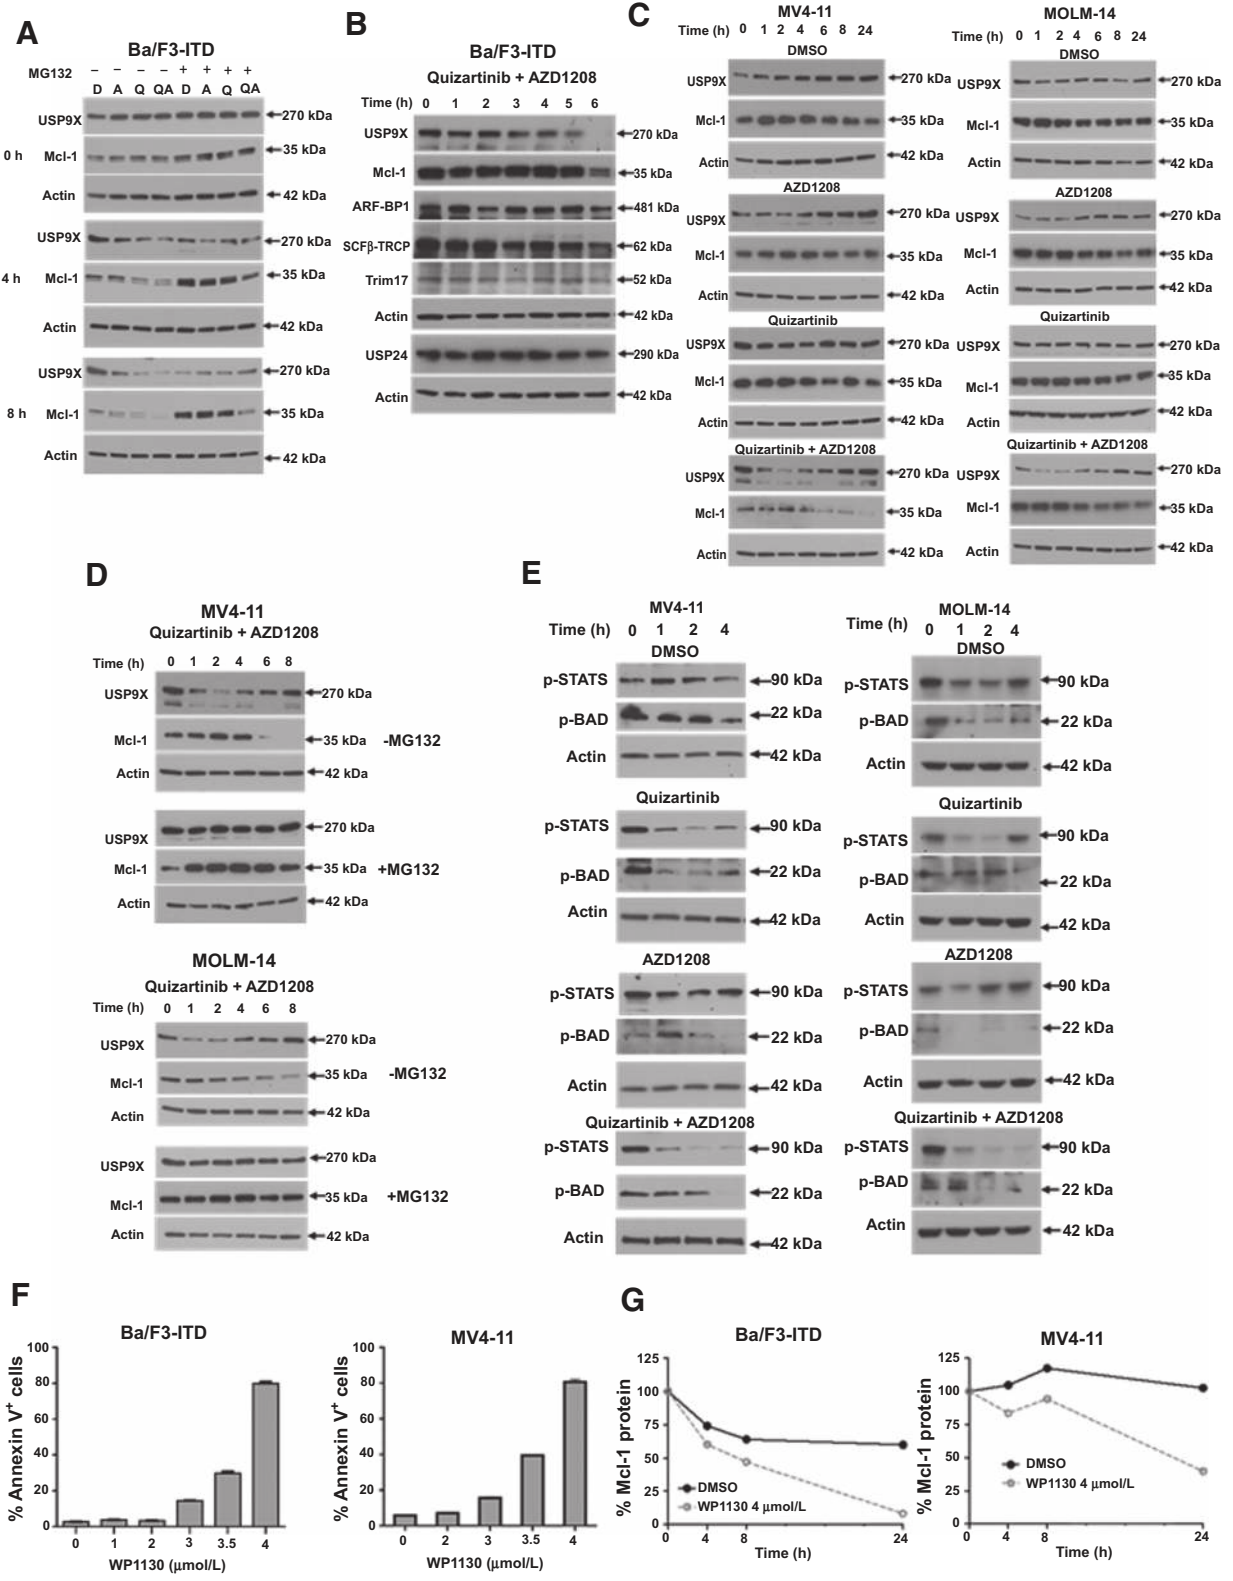 A
Ba/F3-ITD
MG132 – – – – + + + +
D A Q QA D A Q QA
0 h
USP9X 270 kDa
Mcl-1 35 kDa
Actin 42 kDa
4 h
USP9X 270 kDa
Mcl-1 35 kDa
Actin 42 kDa
8 h
USP9X 270 kDa
Mcl-1 35 kDa
Actin 42 kDa
B
Ba/F3-ITD
Quizartinib + AZD1208
Time (h) 0 1 2 3 4 5 6
USP9X 270 kDa
Mcl-1 35 kDa
ARF-BP1 481 kDa
SCFβ-TRCP 62 kDa
Trim17 52 kDa
Actin 42 kDa
USP24 290 kDa
Actin 42 kDa
C
MV4-11
Time (h) 0 1 2 4 6 8 24
DMSO
USP9X 270 kDa
Mcl-1 35 kDa
Actin 42 kDa
AZD1208
USP9X 270 kDa
Mcl-1 35 kDa
Actin 42 kDa
Quizartinib
USP9X 270 kDa
Mcl-1 35 kDa
Actin 42 kDa
Quizartinib + AZD1208
USP9X 270 kDa
Mcl-1 35 kDa
Actin 42 kDa
MOLM-14
Time (h) 0 1 2 4 6 8 24
DMSO
USP9X 270 kDa
Mcl-1 35 kDa
Actin 42 kDa
AZD1208
USP9X 270 kDa
Mcl-1 35 kDa
Actin 42 kDa
Quizartinib
USP9X 270 kDa
Mcl-1 35 kDa
Actin 42 kDa
Quizartinib + AZD1208
USP9X 270 kDa
Mcl-1 35 kDa
Actin 42 kDa
D
MV4-11
Quizartinib + AZD1208
Time (h) 0 1 2 4 6 8
USP9X 270 kDa
Mcl-1 35 kDa -MG132
Actin 42 kDa
USP9X 270 kDa
Mcl-1 35 kDa +MG132
Actin 42 kDa
MOLM-14
Quizartinib + AZD1208
Time (h) 0 1 2 4 6 8
USP9X 270 kDa
Mcl-1 35 kDa -MG132
Actin 42 kDa
USP9X 270 kDa
Mcl-1 35 kDa +MG132
Actin 42 kDa
E
MV4-11
Time (h) 0 1 2 4
DMSO
p-STATS 90 kDa
p-BAD 22 kDa
Actin 42 kDa
Quizartinib
p-STATS 90 kDa
p-BAD 22 kDa
Actin 42 kDa
AZD1208
p-STATS 90 kDa
p-BAD 22 kDa
Actin 42 kDa
Quizartinib + AZD1208
p-STATS 90 kDa
p-BAD 22 kDa
Actin 42 kDa
MOLM-14
Time (h) 0 1 2 4
DMSO
p-STATS 90 kDa
p-BAD 22 kDa
Actin 42 kDa
Quizartinib
p-STATS 90 kDa
p-BAD 22 kDa
Actin 42 kDa
AZD1208
p-STATS 90 kDa
p-BAD 22 kDa
Actin 42 kDa
Quizartinib + AZD1208
p-STATS 90 kDa
p-BAD 22 kDa
Actin 42 kDa
F
Ba/F3-ITD
% Annexin V+ cells
100
80
60
40
20
0
0 1 2 3 3.5 4
WP1130 (μmol/L)
MV4-11
% Annexin V+ cells
100
80
60
40
20
0
0 2 3 3.5 4
WP1130 (μmol/L)
G
Ba/F3-ITD
% Mcl-1 protein
125
100
75
50
25
0
DMSO
WP1130 4 μmol/L
0 4 8 24
Time (h)
MV4-11
% Mcl-1 protein
125
100
75
50
25
0
DMSO
WP1130 4 μmol/L
0 4 8 24
Time (h)